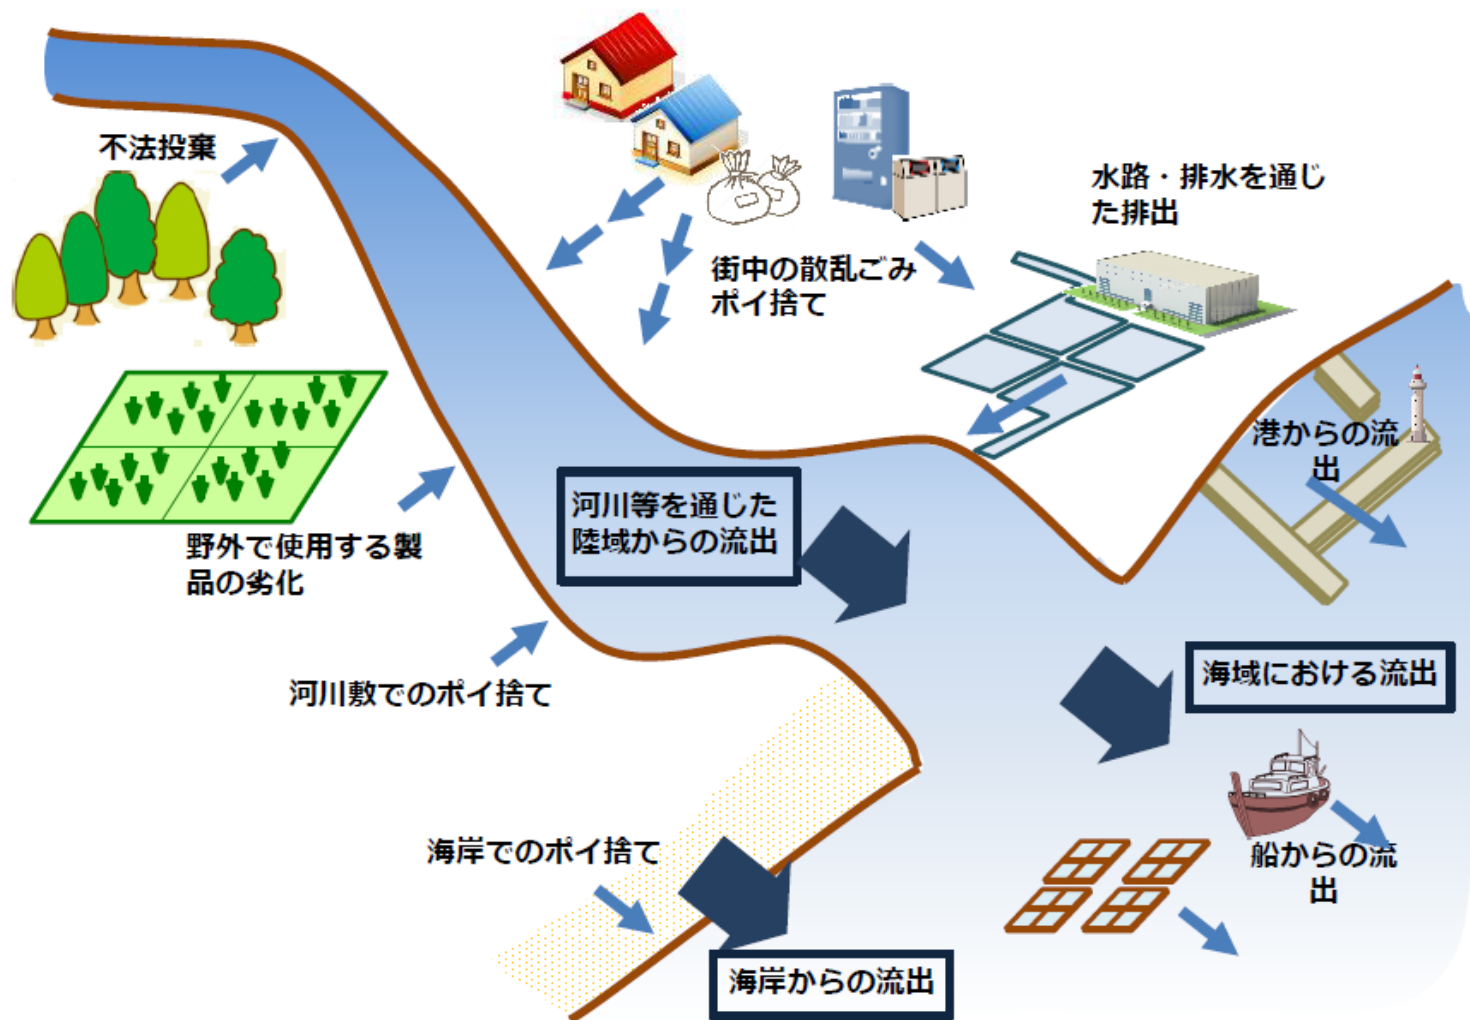 不法投棄
水路・排水を通じ
た排出
街中の散乱ごみ
ポイ捨て
港からの流
出
河川等を通じた
陸域からの流出
野外で使用する製
品の劣化
河川敷でのポイ捨て
海域における流出
海岸でのポイ捨て
船からの流
出
海岸からの流出